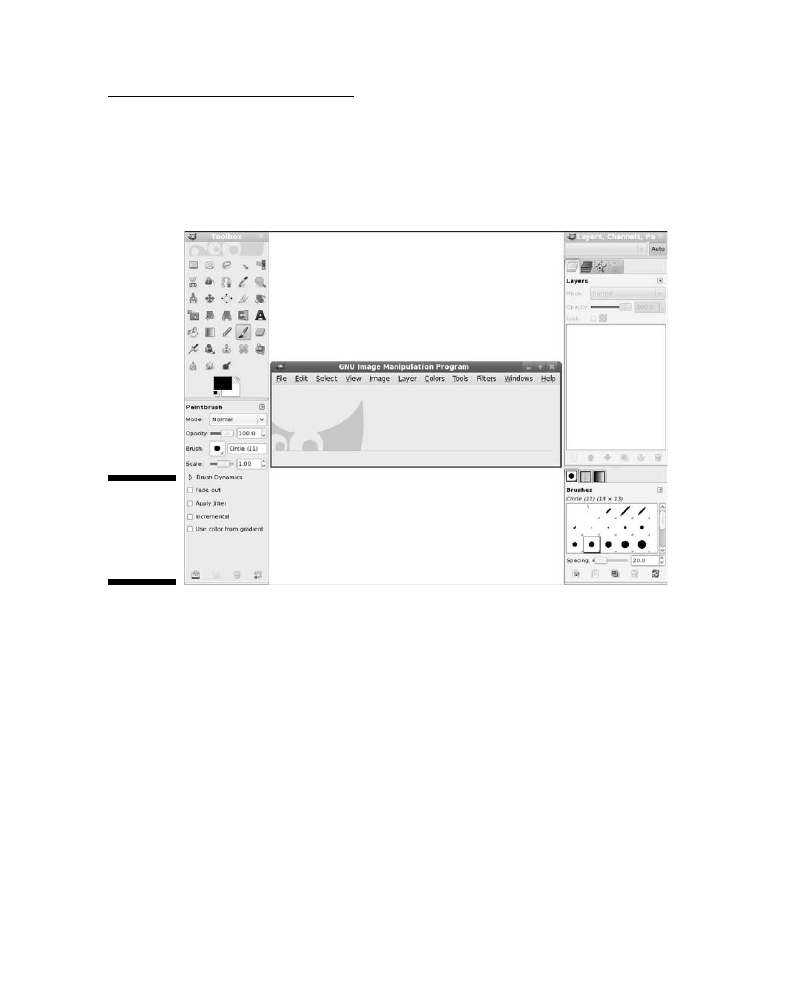 Toolbox
Paintbrush
Mode: Normal
Opacity: 100.0
Brush: Circle (11)
Scale: 1.00
Brush Dynamics
Fade out
Apply Jitter
Incremental
Use color from gradient
GNU Image Manipulation Program
File Edit Select View Image Layer Colors Tools Filters Windows Help
Layers, Channels, Pa
Auto
Layers
Mode: Normal
Opacity: 100.0
Lock:
Brushes
Circle (11) (13 × 13)
Spacing: 20.0